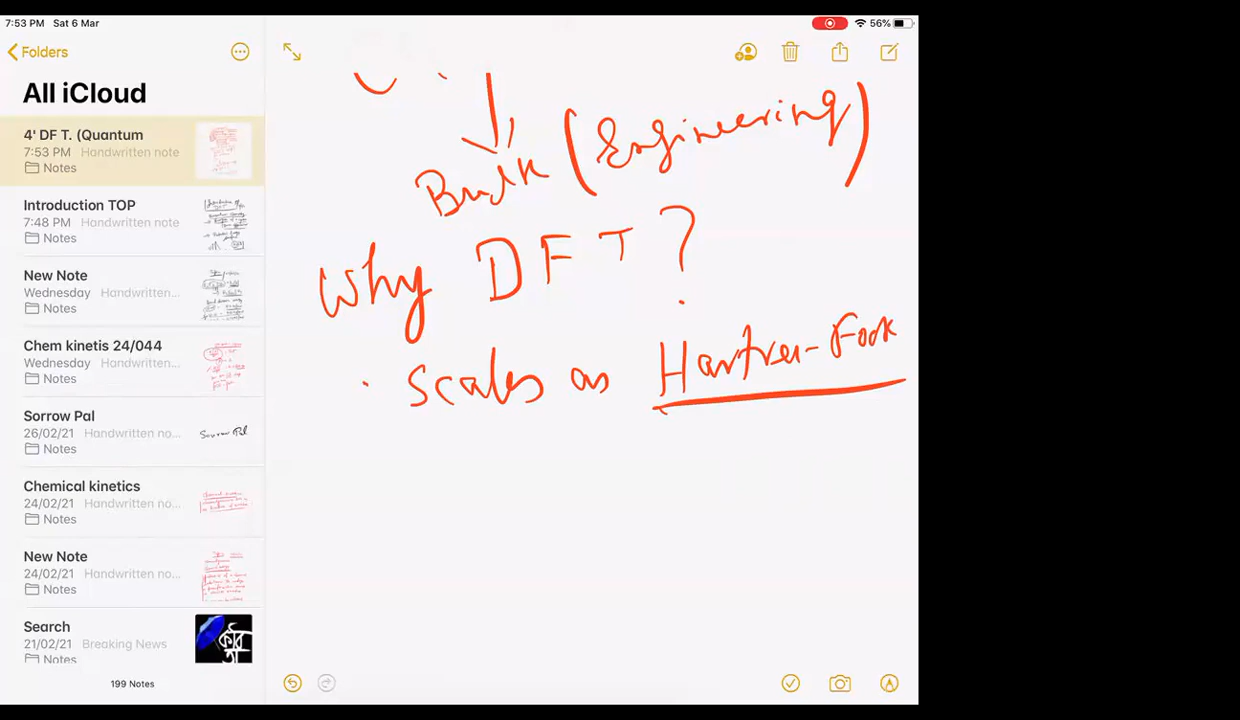 7:53 PM Sat 6 Mar
56%
Folders
All iCloud
4' DF T. (Quantum
7:53 PM Handwritten note
Notes
Introduction TOP
7:48 PM Handwritten note
Notes
New Note
Wednesday Handwritten...
Notes
Chem kinetis 24/044
Wednesday Handwritten...
Notes
Sorrow Pal
26/02/21 Handwritten no...
Notes
Sorrow Pal
Chemical kinetics
24/02/21 Handwritten no...
Notes
New Note
24/02/21 Handwritten no...
Notes
Search
21/02/21 Breaking News
Notes
199 Notes
Bulk (Engineering)
Why DFT?
. Scales as Hartree-Fock